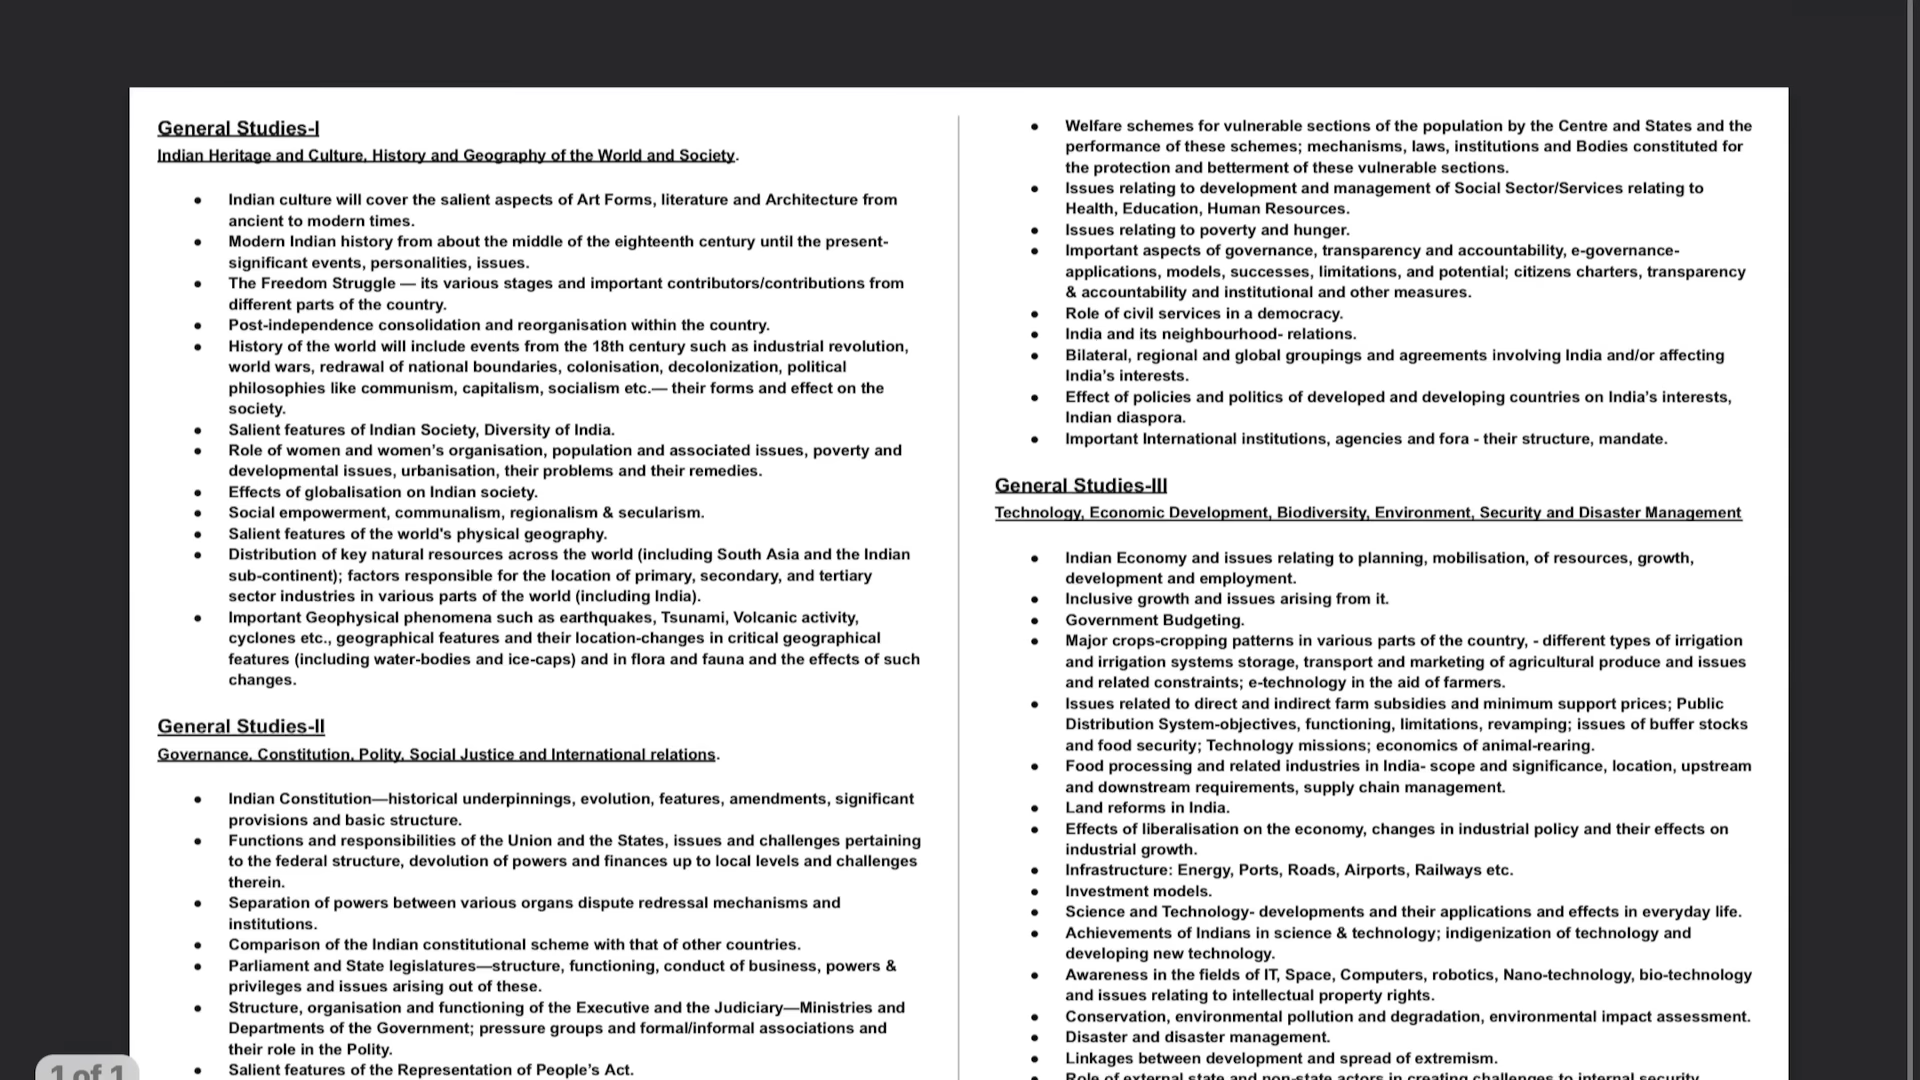 General Studies-I
Indian Heritage and Culture, History and Geography of the World and Society.
● Indian culture will cover the salient aspects of Art Forms, literature and Architecture from
ancient to modern times.
● Modern Indian history from about the middle of the eighteenth century until the present-
significant events, personalities, issues.
● The Freedom Struggle — its various stages and important contributors/contributions from
different parts of the country.
● Post-independence consolidation and reorganisation within the country.
● History of the world will include events from the 18th century such as industrial revolution,
world wars, redrawal of national boundaries, colonisation, decolonization, political
philosophies like communism, capitalism, socialism etc.— their forms and effect on the
society.
● Salient features of Indian Society, Diversity of India.
● Role of women and women’s organisation, population and associated issues, poverty and
developmental issues, urbanisation, their problems and their remedies.
● Effects of globalisation on Indian society.
● Social empowerment, communalism, regionalism & secularism.
● Salient features of the world's physical geography.
● Distribution of key natural resources across the world (including South Asia and the Indian
sub-continent); factors responsible for the location of primary, secondary, and tertiary
sector industries in various parts of the world (including India).
● Important Geophysical phenomena such as earthquakes, Tsunami, Volcanic activity,
cyclones etc., geographical features and their location-changes in critical geographical
features (including water-bodies and ice-caps) and in flora and fauna and the effects of such
changes.
General Studies-II
Governance, Constitution, Polity, Social Justice and International relations.
● Indian Constitution—historical underpinnings, evolution, features, amendments, significant
provisions and basic structure.
● Functions and responsibilities of the Union and the States, issues and challenges pertaining
to the federal structure, devolution of powers and finances up to local levels and challenges
therein.
● Separation of powers between various organs dispute redressal mechanisms and
institutions.
● Comparison of the Indian constitutional scheme with that of other countries.
● Parliament and State legislatures—structure, functioning, conduct of business, powers &
privileges and issues arising out of these.
● Structure, organisation and functioning of the Executive and the Judiciary—Ministries and
Departments of the Government; pressure groups and formal/informal associations and
their role in the Polity.
● Salient features of the Representation of People’s Act.
● Welfare schemes for vulnerable sections of the population by the Centre and States and the
performance of these schemes; mechanisms, laws, institutions and Bodies constituted for
the protection and betterment of these vulnerable sections.
● Issues relating to development and management of Social Sector/Services relating to
Health, Education, Human Resources.
● Issues relating to poverty and hunger.
● Important aspects of governance, transparency and accountability, e-governance-
applications, models, successes, limitations, and potential; citizens charters, transparency
& accountability and institutional and other measures.
● Role of civil services in a democracy.
● India and its neighbourhood- relations.
● Bilateral, regional and global groupings and agreements involving India and/or affecting
India’s interests.
● Effect of policies and politics of developed and developing countries on India’s interests,
Indian diaspora.
● Important International institutions, agencies and fora - their structure, mandate.
General Studies-III
Technology, Economic Development, Biodiversity, Environment, Security and Disaster Management
● Indian Economy and issues relating to planning, mobilisation, of resources, growth,
development and employment.
● Inclusive growth and issues arising from it.
● Government Budgeting.
● Major crops-cropping patterns in various parts of the country, - different types of irrigation
and irrigation systems storage, transport and marketing of agricultural produce and issues
and related constraints; e-technology in the aid of farmers.
● Issues related to direct and indirect farm subsidies and minimum support prices; Public
Distribution System-objectives, functioning, limitations, revamping; issues of buffer stocks
and food security; Technology missions; economics of animal-rearing.
● Food processing and related industries in India- scope and significance, location, upstream
and downstream requirements, supply chain management.
● Land reforms in India.
● Effects of liberalisation on the economy, changes in industrial policy and their effects on
industrial growth.
● Infrastructure: Energy, Ports, Roads, Airports, Railways etc.
● Investment models.
● Science and Technology- developments and their applications and effects in everyday life.
● Achievements of Indians in science & technology; indigenization of technology and
developing new technology.
● Awareness in the fields of IT, Space, Computers, robotics, Nano-technology, bio-technology
and issues relating to intellectual property rights.
● Conservation, environmental pollution and degradation, environmental impact assessment.
● Disaster and disaster management.
● Linkages between development and spread of extremism.
● Role of external state and non-state actors in creating challenges to internal security
1 of 1